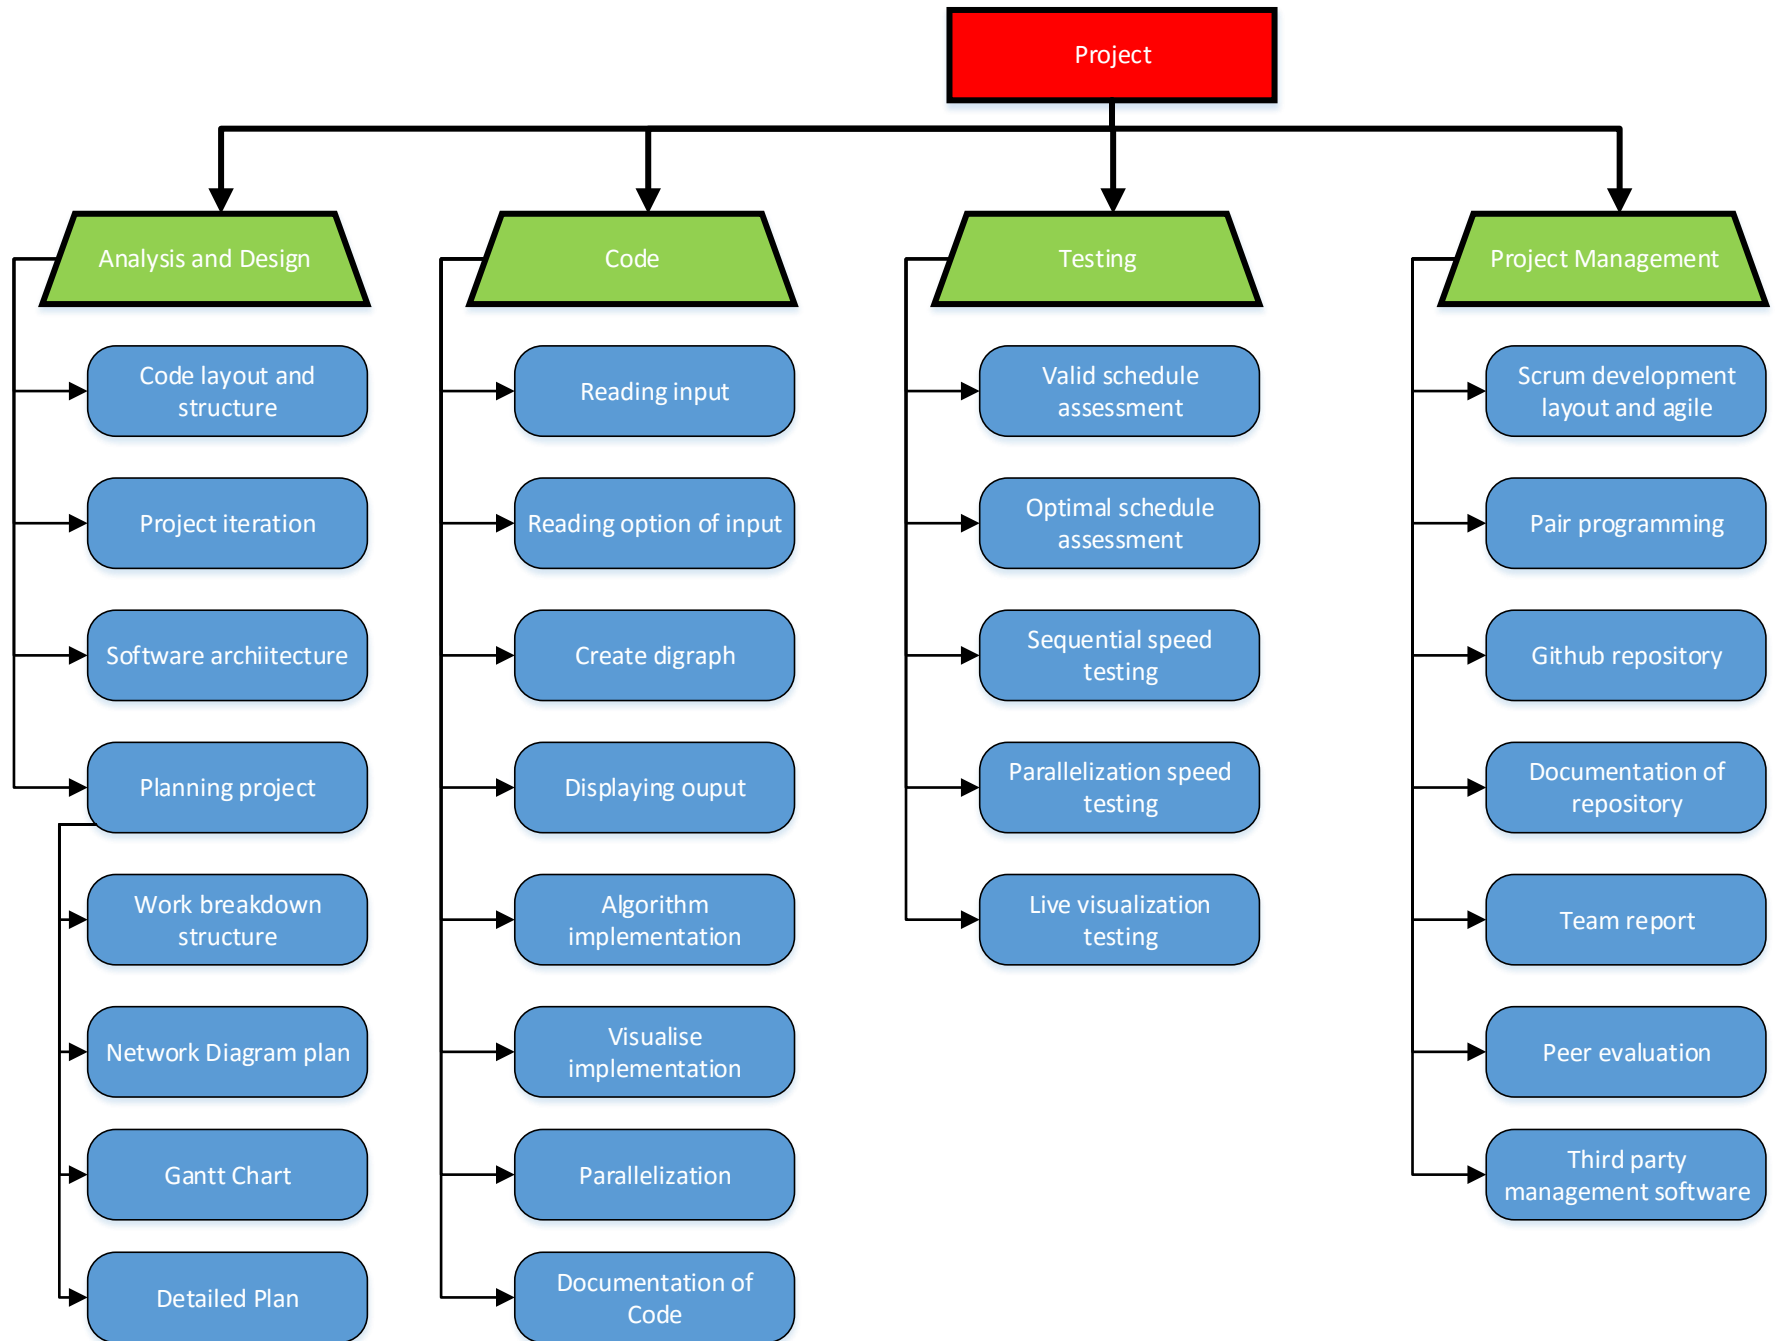 Project
Analysis and Design
Code
Testing
Project Management
Code layout and
structure
Project iteration
Software archiitecture
Planning project
Work breakdown
structure
Network Diagram plan
Gantt Chart
Detailed Plan
Reading input
Reading option of input
Create digraph
Displaying ouput
Algorithm
implementation
Visualise
implementation
Parallelization
Documentation of
Code
Valid schedule
assessment
Optimal schedule
assessment
Sequential speed
testing
Parallelization speed
testing
Live visualization
testing
Scrum development
layout and agile
Pair programming
Github repository
Documentation of
repository
Team report
Peer evaluation
Third party
management software